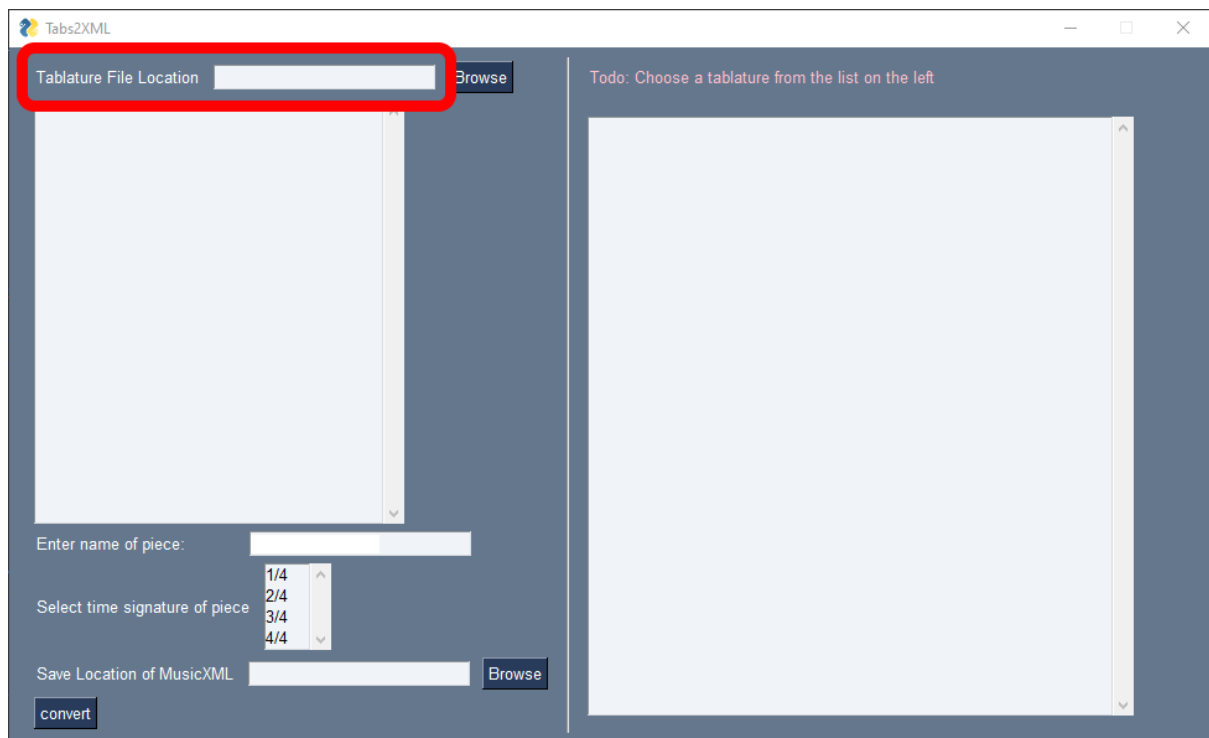 Tabs2XML
Tablature File Location Browse
Todo: Choose a tablature from the list on the left
Enter name of piece:
Select time signature of piece
1/4
2/4
3/4
4/4
Save Location of MusicXML Browse
convert